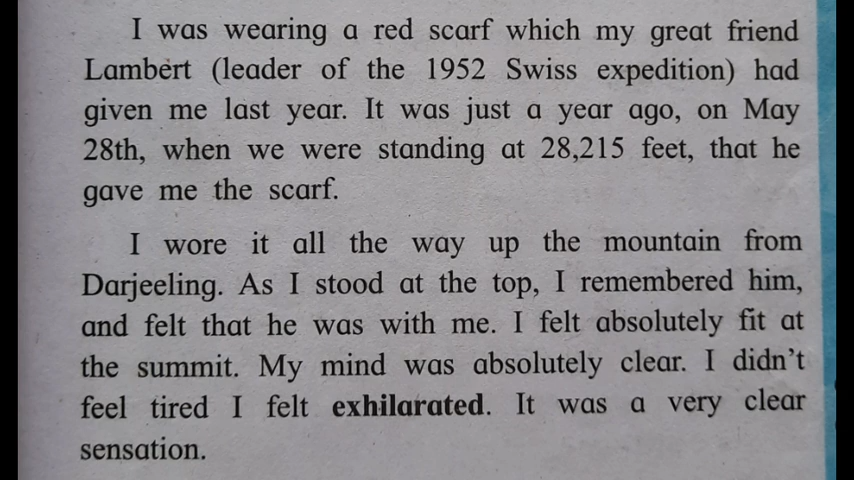 I was wearing a red scarf which my great friend
Lambert (leader of the 1952 Swiss expedition) had
given me last year. It was just a year ago, on May
28th, when we were standing at 28,215 feet, that he
gave me the scarf.
I wore it all the way up the mountain from
Darjeeling. As I stood at the top, I remembered him,
and felt that he was with me. I felt absolutely fit at
the summit. My mind was absolutely clear. I didn't
feel tired I felt exhilarated. It was a very clear
sensation.